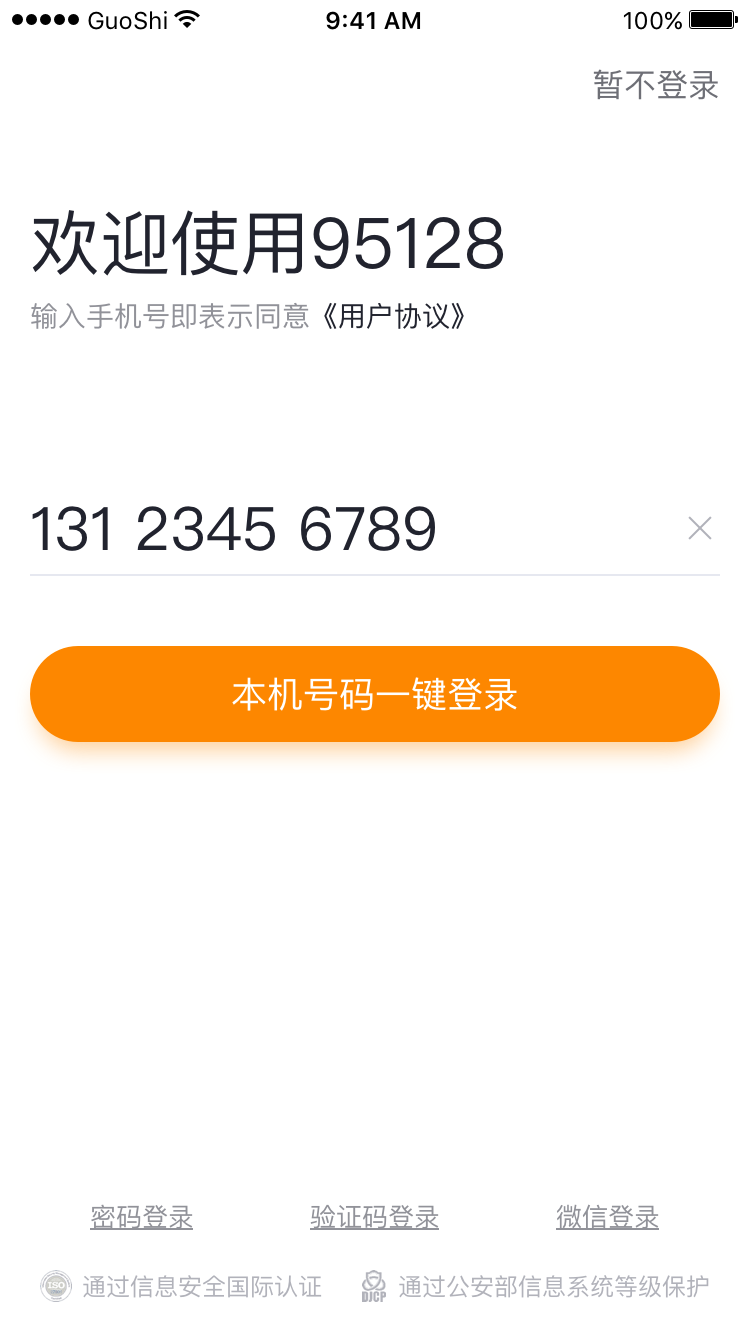 GuoShi 9:41 AM 100%
暂不登录
欢迎使用95128
输入手机号即表示同意《用户协议》
131 2345 6789
本机号码一键登录
密码登录 验证码登录 微信登录
ISO 通过信息安全国际认证 DJCP 通过公安部信息系统等级保护